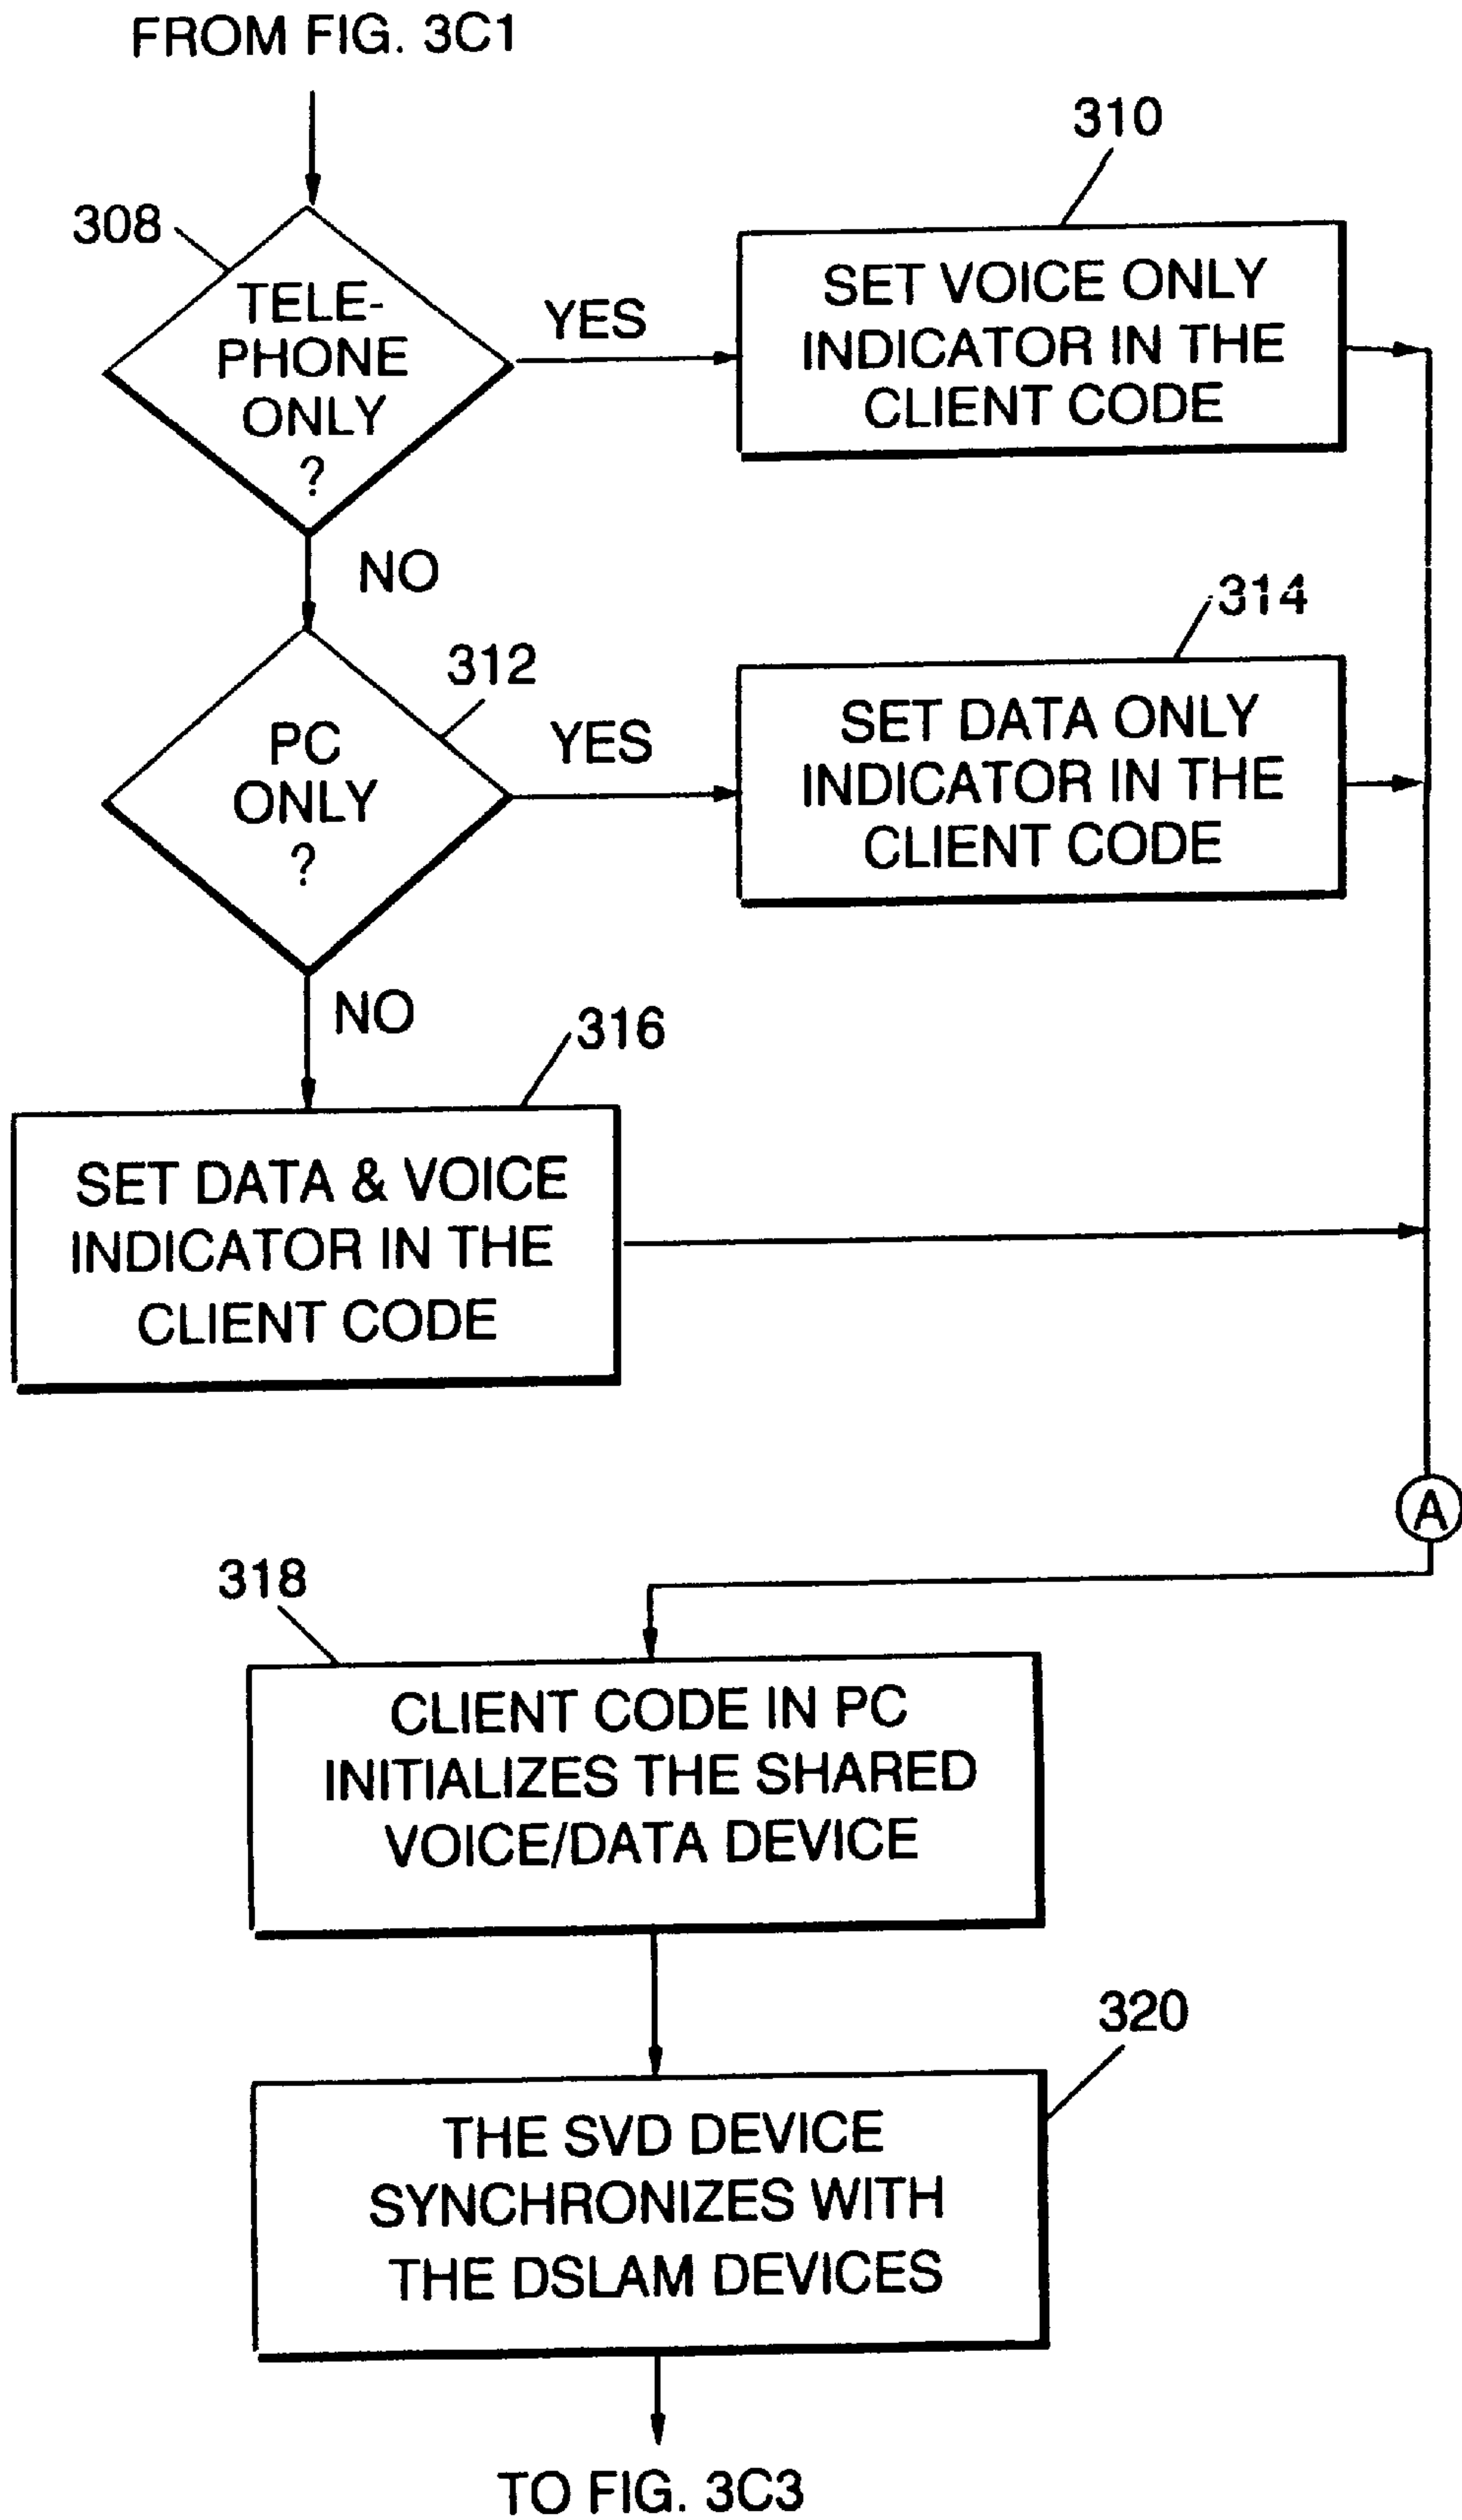 FROM FIG. 3C1
310
308
TELE-
PHONE
ONLY
?
YES
SET VOICE ONLY
INDICATOR IN THE
CLIENT CODE
NO
312
314
PC
ONLY
?
YES
SET DATA ONLY
INDICATOR IN THE
CLIENT CODE
NO
316
SET DATA & VOICE
INDICATOR IN THE
CLIENT CODE
A
318
CLIENT CODE IN PC
INITIALIZES THE SHARED
VOICE/DATA DEVICE
320
THE SVD DEVICE
SYNCHRONIZES WITH
THE DSLAM DEVICES
TO FIG. 3C3